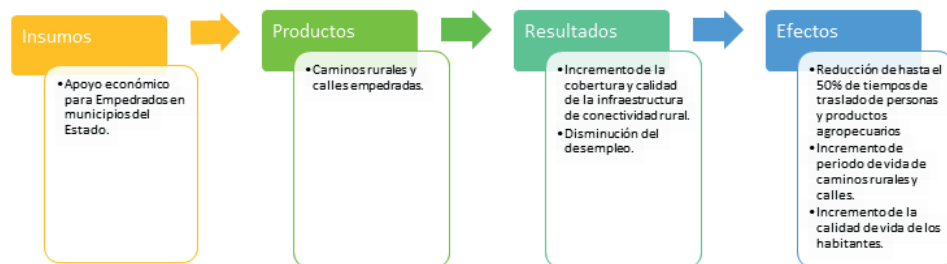 Insumos
•Apoyo económico
para Empedrados en
municipios del
Estado.
Productos
•Caminos rurales y
calles empedradas.
Resultados
•Incremento de la
cobertura y calidad
de la infraestructura
de conectividad rural.
•Disminución del
desempleo.
Efectos
•Reducción de hasta el
50% de tiempos de
traslado de personas
y productos
agropecuarios
•Incremento de
periodo de vida de
caminos rurales y
calles.
•Incremento de la
calidad de vida de los
habitantes.